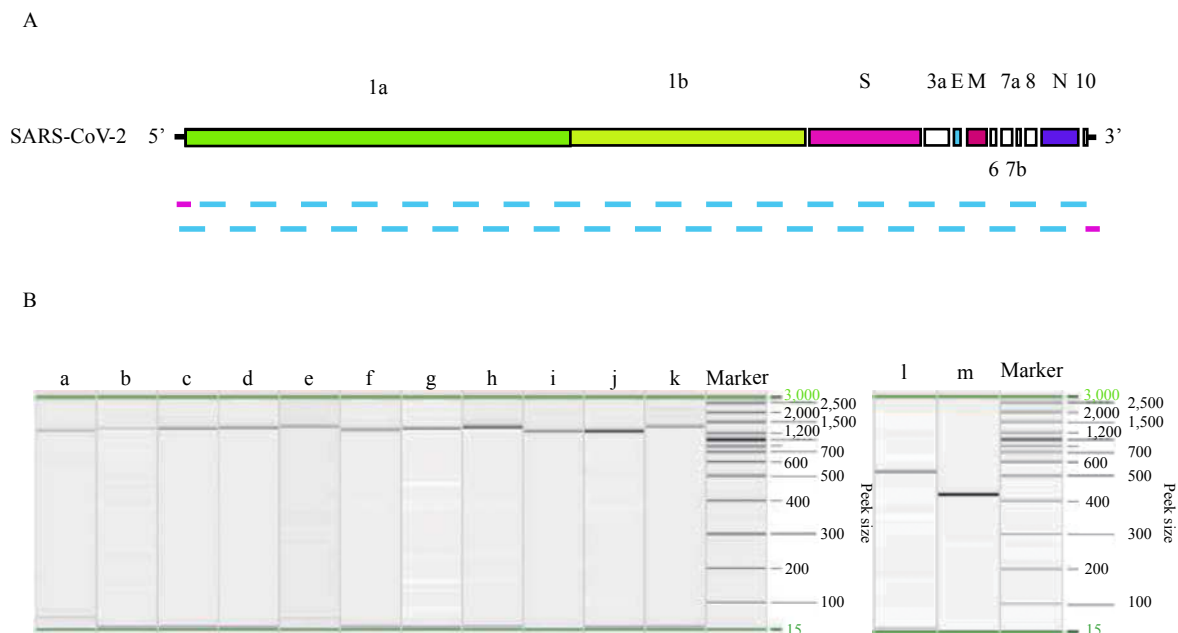 A
1a 1b S 3a E M 7a 8 N 10
SARS-CoV-2 5’ 3’
6 7b
B
a b c d e f g h i j k Marker
3,000
2,500
2,000
1,500
1,200
700
600
500
400
300
200
100
15
Peek size
l m Marker
3,000
2,500
2,000
1,500
1,200
700
600
500
400
300
200
100
15
Peek size